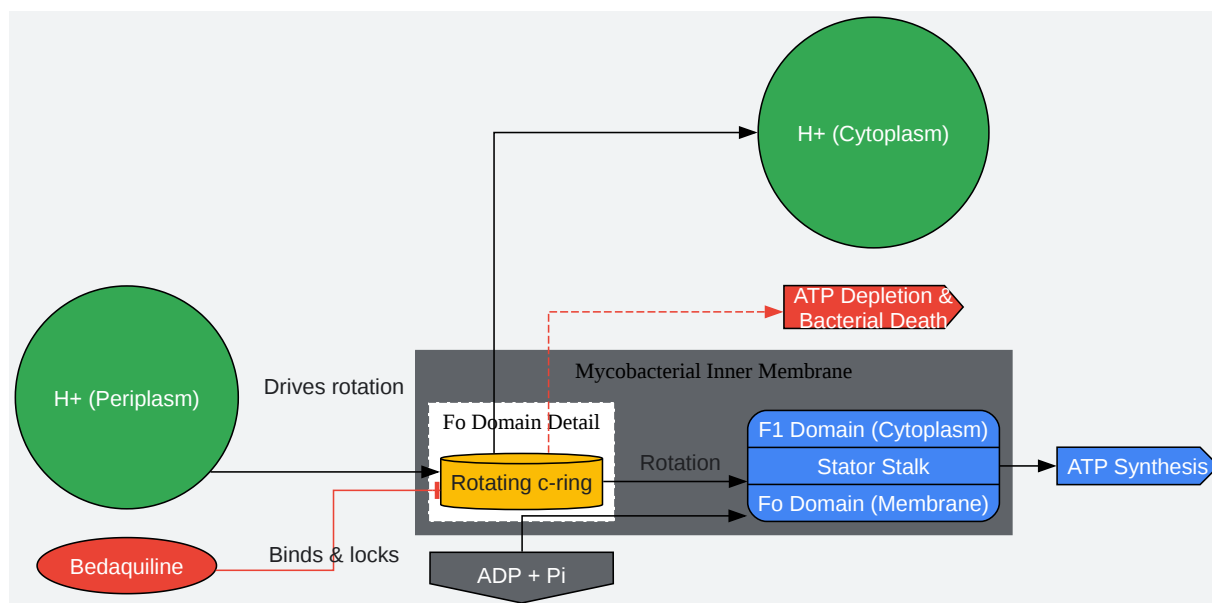 H+ (Cytoplasm)
ATP Depletion &
Bacterial Death
Mycobacterial Inner Membrane
H+ (Periplasm)
Drives rotation
Fo Domain Detail
Rotating c-ring
Rotation
F1 Domain (Cytoplasm)
Stator Stalk
Fo Domain (Membrane)
ATP Synthesis
Bedaquiline
Binds & locks
ADP + Pi